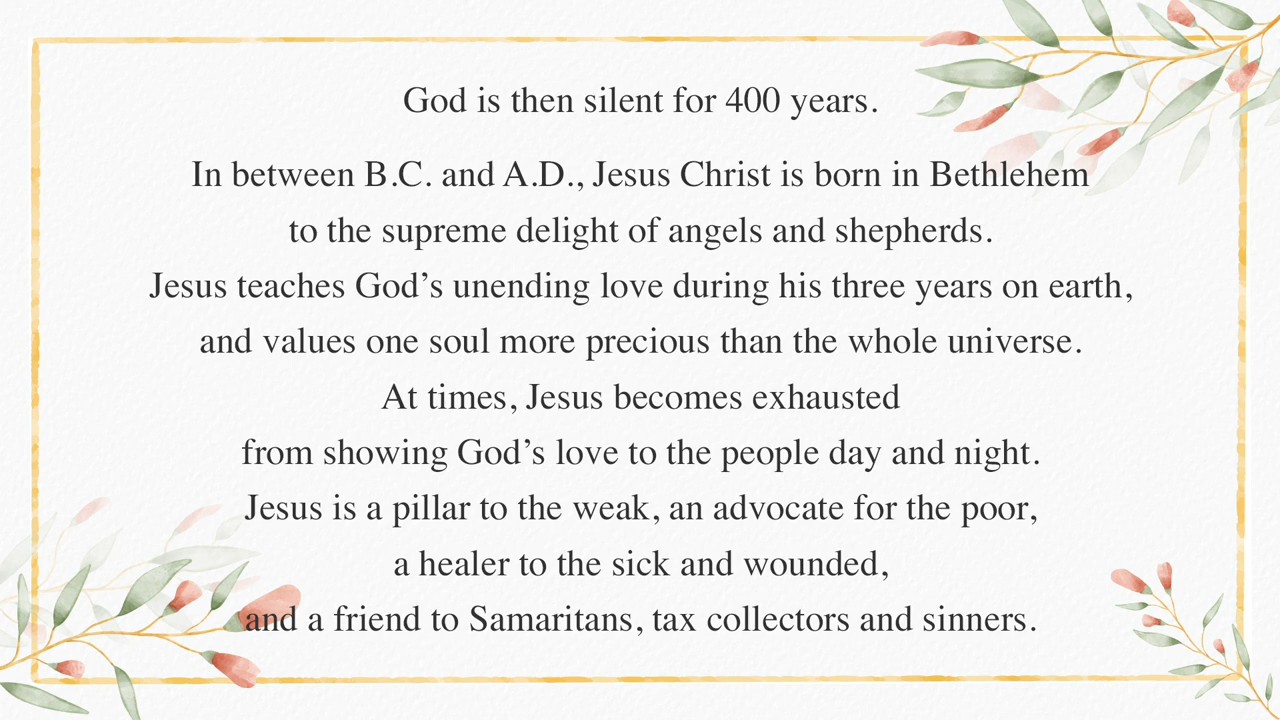 God is then silent for 400 years.
In between B.C. and A.D., Jesus Christ is born in Bethlehem
to the supreme delight of angels and shepherds.
Jesus teaches God’s unending love during his three years on earth,
and values one soul more precious than the whole universe.
At times, Jesus becomes exhausted
from showing God’s love to the people day and night.
Jesus is a pillar to the weak, an advocate for the poor,
a healer to the sick and wounded,
and a friend to Samaritans, tax collectors and sinners.